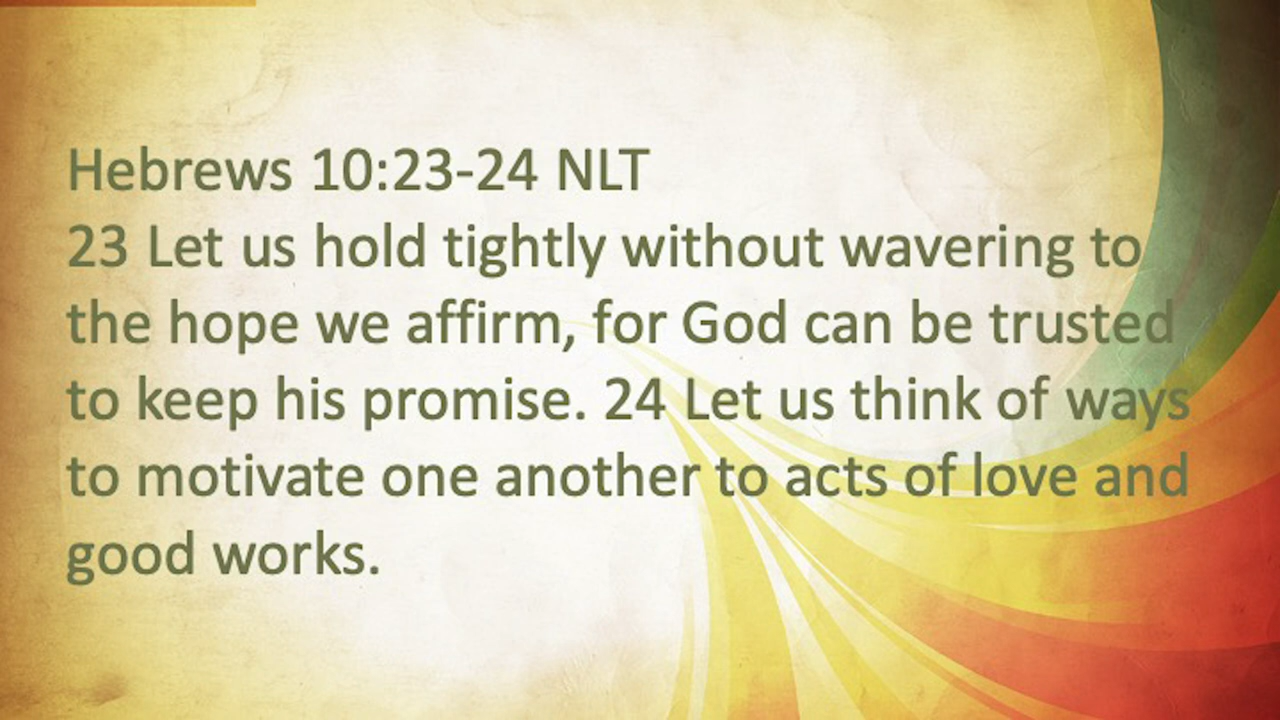 Hebrews 10:23-24 NLT
23 Let us hold tightly without wavering to
the hope we affirm, for God can be trusted
to keep his promise. 24 Let us think of ways
to motivate one another to acts of love and
good works.